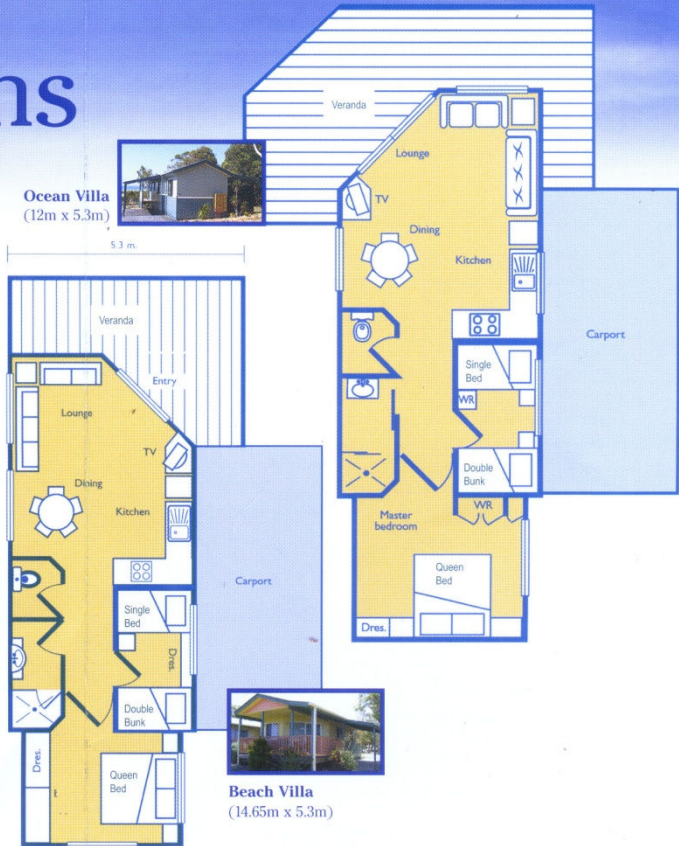 ns
Ocean Villa
(12m x 5.3m)
5.3 m.
Veranda
Entry
Lounge
TV
Dining
Kitchen
Single
Bed
Dres.
Double
Bunk
Dres.
Queen
Bed
Carport
Veranda
Lounge
TV
Dining
Kitchen
Carport
Single
Bed
WR
Double
Bunk
WR
Master
bedroom
Queen
Bed
Dres.
Beach Villa
(14.65m x 5.3m)